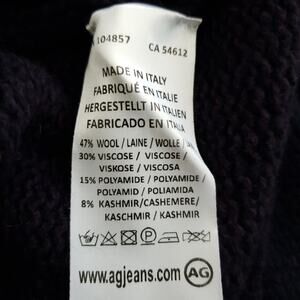 104857 CA 54612
MADE IN ITALY
FABRIQUÉ EN ITALIE
HERGESTELLT IN ITALIEN
FABRICADO EN ITALIA
47% WOOL / LAINE / WOLLE /
30% VISCOSE / VISCOSE /
VISKOSE / VISCOSA
15% POLYAMIDE / POLYAMIDE /
POLYAMID / POLIAMIDA
8% KASHMIR/CASHEMERE/
KASCHMIR / KASHMIR
P
www.agjeans.com AG